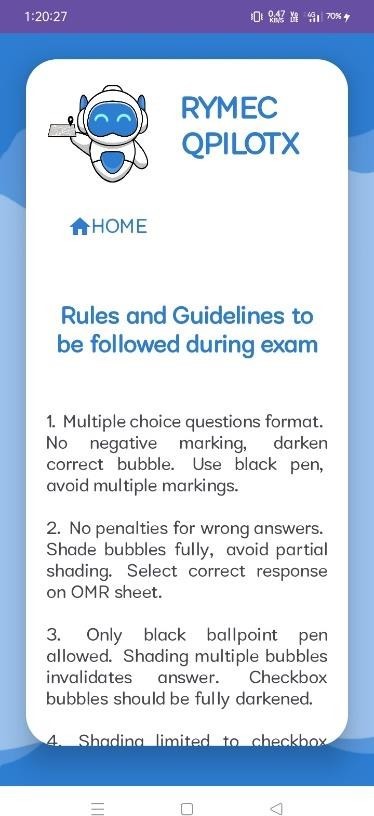 1:20:27
0.47 KB/S
4G
70%
RYMEC
QPILOTX
HOME
Rules and Guidelines to
be followed during exam
1. Multiple choice questions format.
No negative marking, darken
correct bubble. Use black pen,
avoid multiple markings.
2. No penalties for wrong answers.
Shade bubbles fully, avoid partial
shading. Select correct response
on OMR sheet.
3. Only black ballpoint pen
allowed. Shading multiple bubbles
invalidates answer. Checkbox
bubbles should be fully darkened.
4. Shading limited to checkbox